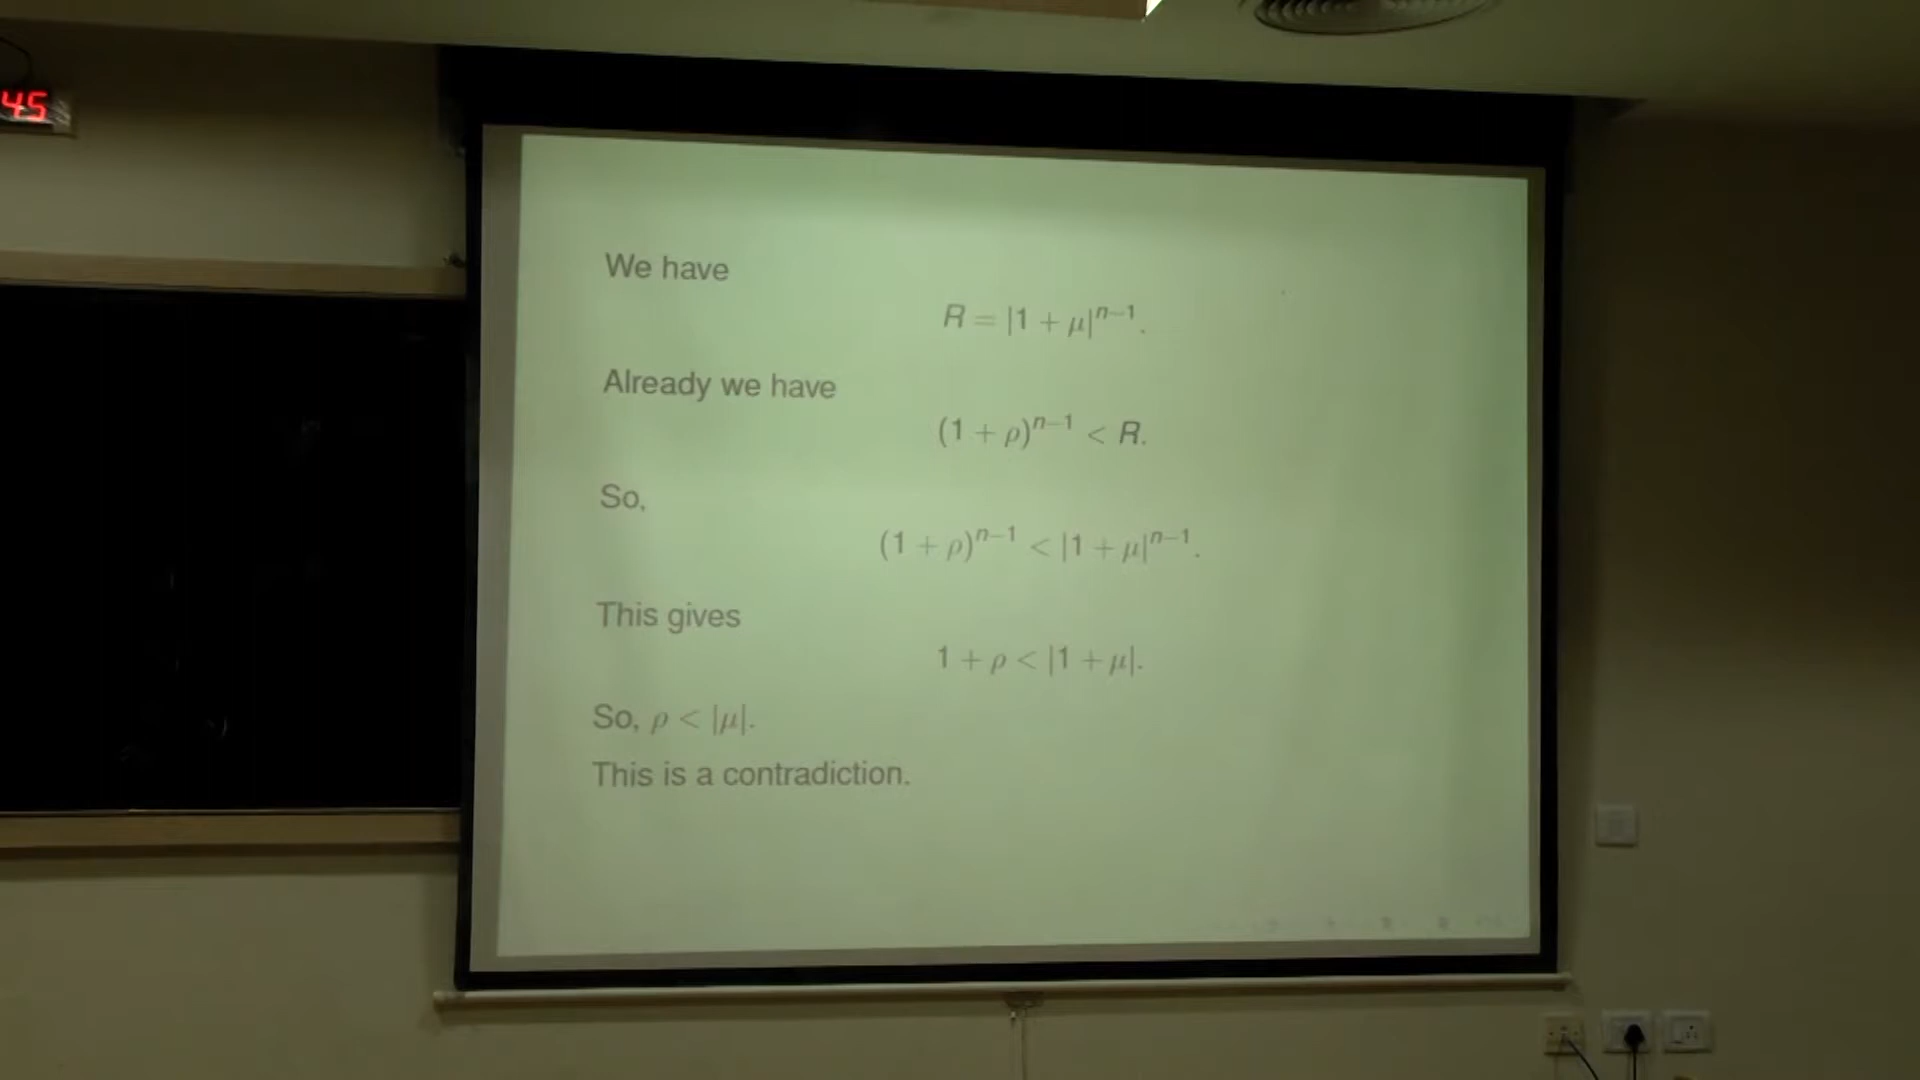 45
We have
R = |1 + μ|ⁿ⁻¹.
Already we have
(1 + ρ)ⁿ⁻¹ < R.
So,
(1 + ρ)ⁿ⁻¹ < |1 + μ|ⁿ⁻¹.
This gives
1 + ρ < |1 + μ|.
So, ρ < |μ|.
This is a contradiction.